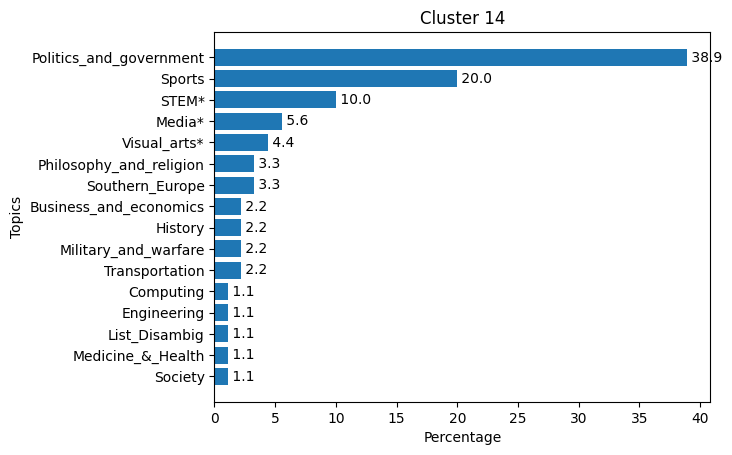 Cluster 14
Politics_and_government 38.9
Sports 20.0
STEM* 10.0
Media* 5.6
Visual_arts* 4.4
Philosophy_and_religion 3.3
Southern_Europe 3.3
Business_and_economics 2.2
History 2.2
Military_and_warfare 2.2
Transportation 2.2
Computing 1.1
Engineering 1.1
List_Disambig 1.1
Medicine_&_Health 1.1
Society 1.1
Topics
0 5 10 15 20 25 30 35 40
Percentage